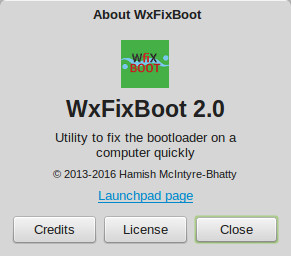 About WxFixBoot
WfiX
BOOT
WxFixBoot 2.0
Utility to fix the bootloader on a
computer quickly
© 2013-2016 Hamish McIntyre-Bhatty
Launchpad page
Credits License Close